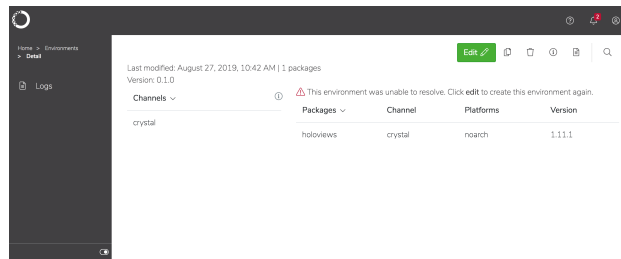 2
Home > Environments
> Detail
Logs
Edit
Last modified: August 27, 2019, 10:42 AM | 1 packages
Version: 0.1.0
Channels
This environment was unable to resolve. Click edit to create this environment again.
Packages Channel Platforms Version
crystal
holoviews crystal noarch 1.11.1